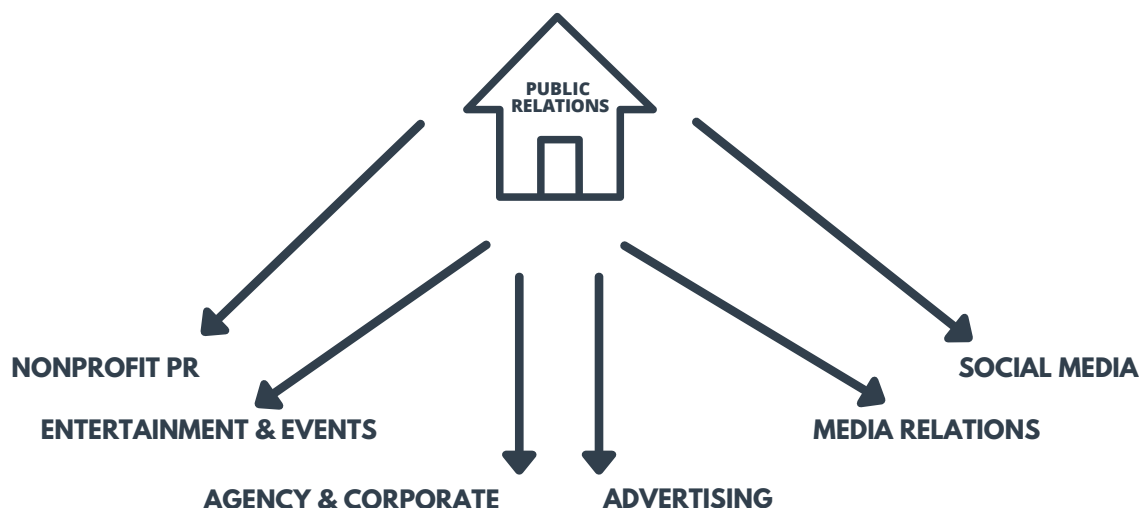 PUBLIC
RELATIONS
NONPROFIT PR
SOCIAL MEDIA
ENTERTAINMENT & EVENTS
MEDIA RELATIONS
AGENCY & CORPORATE
ADVERTISING